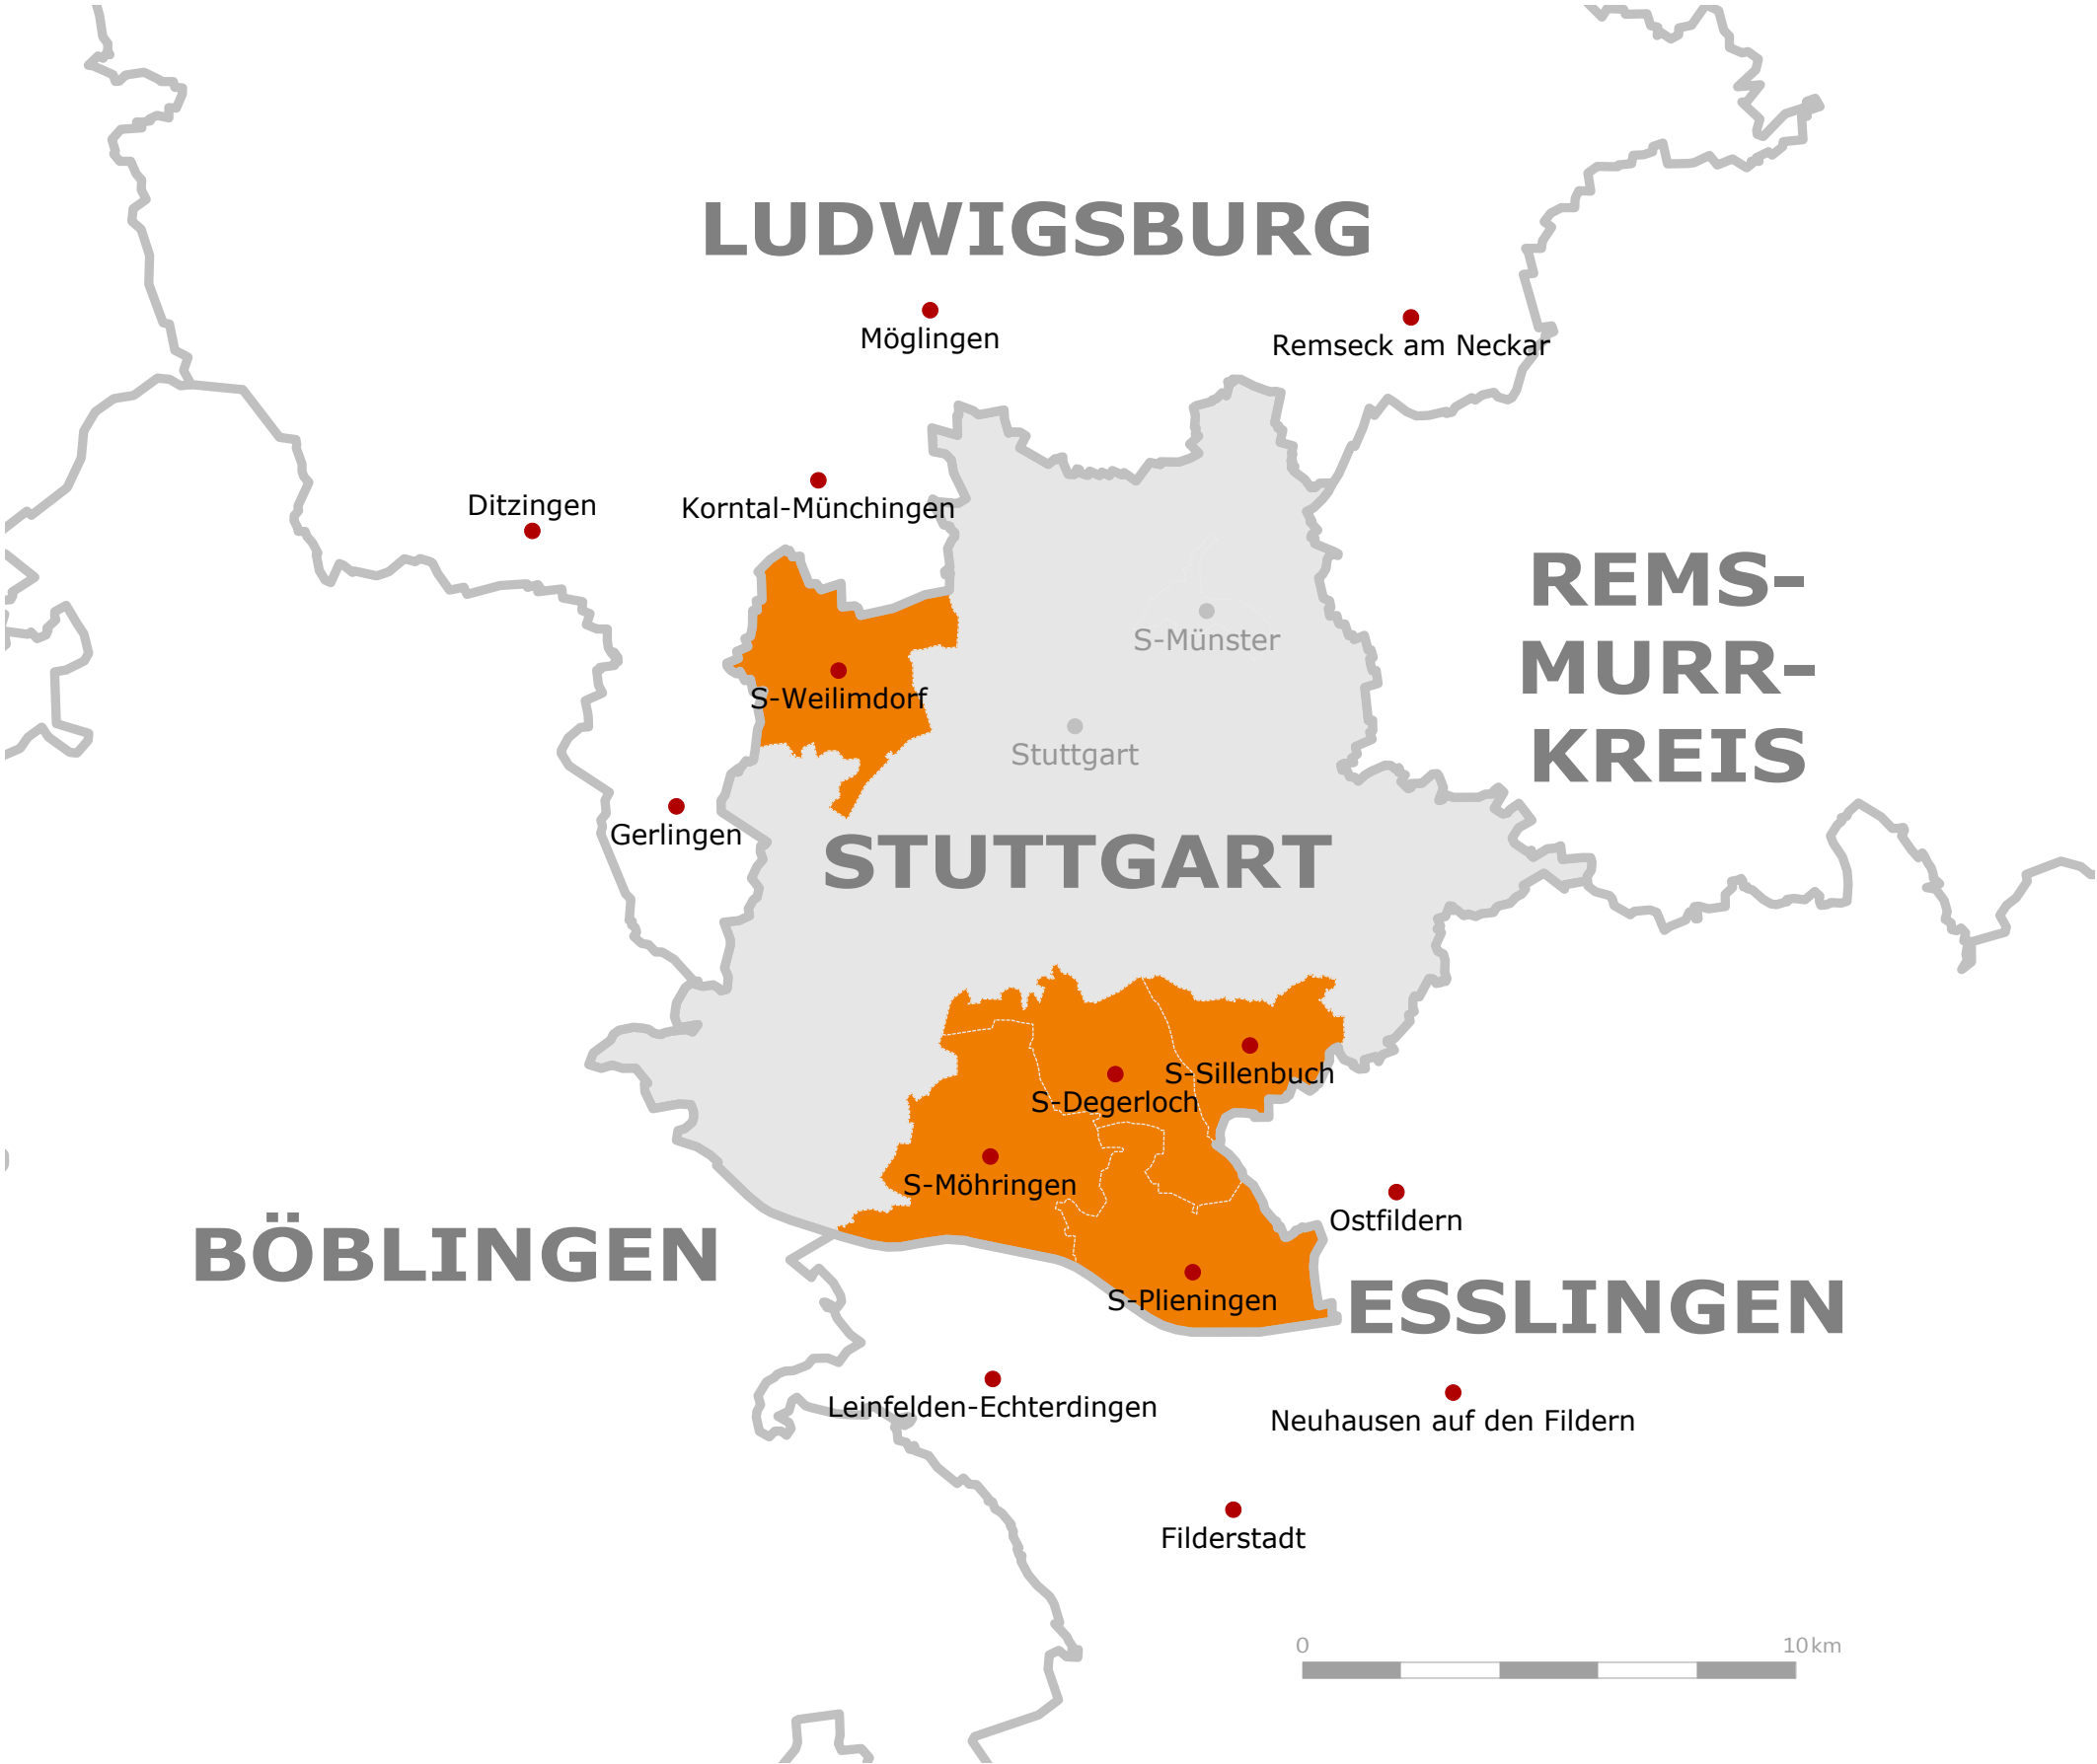 LUDWIGSBURG
Möglingen
Remseck am Neckar
Ditzingen
Korntal-Münchingen
REMS-
MURR-
KREIS
S-Münster
S-Weilimdorf
Stuttgart
Gerlingen
STUTTGART
S-Sillenbuch
S-Degerloch
S-Möhringen
Ostfildern
BÖBLINGEN
S-Plieningen
ESSLINGEN
Leinfelden-Echterdingen
Neuhausen auf den Fildern
Filderstadt
0 10 km